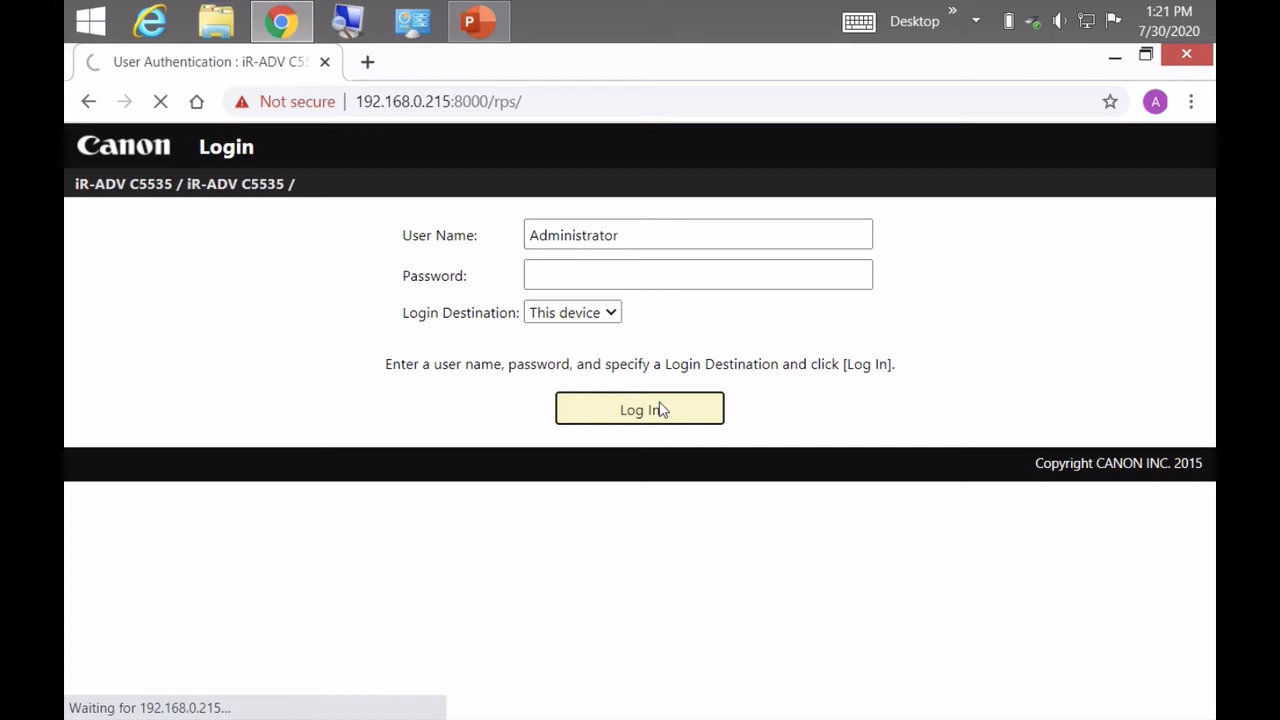 Desktop
»
1:21 PM
7/30/2020
User Authentication : iR-ADV C55
Not secure | 192.168.0.215:8000/rps/
A
Canon Login
iR-ADV C5535 / iR-ADV C5535 /
User Name: Administrator
Password:
Login Destination: This device
Enter a user name, password, and specify a Login Destination and click [Log In].
Log In
Copyright CANON INC. 2015
Waiting for 192.168.0.215...